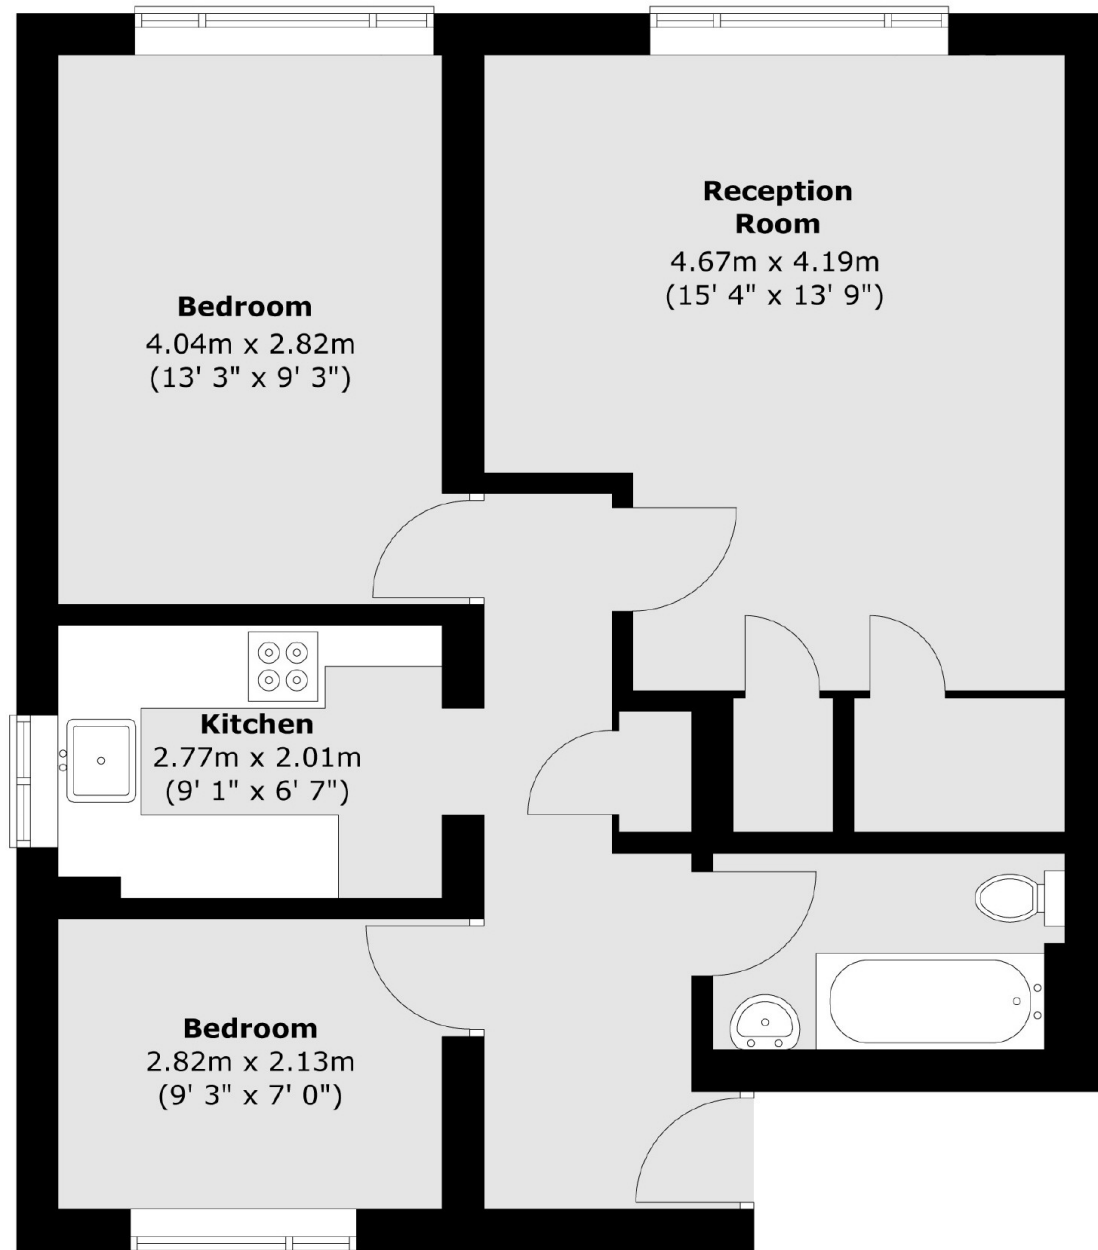 Reception
Room
4.67m x 4.19m
(15' 4" x 13' 9")
Bedroom
4.04m x 2.82m
(13' 3" x 9' 3")
Kitchen
2.77m x 2.01m
(9' 1" x 6' 7")
Bedroom
2.82m x 2.13m
(9' 3" x 7' 0")